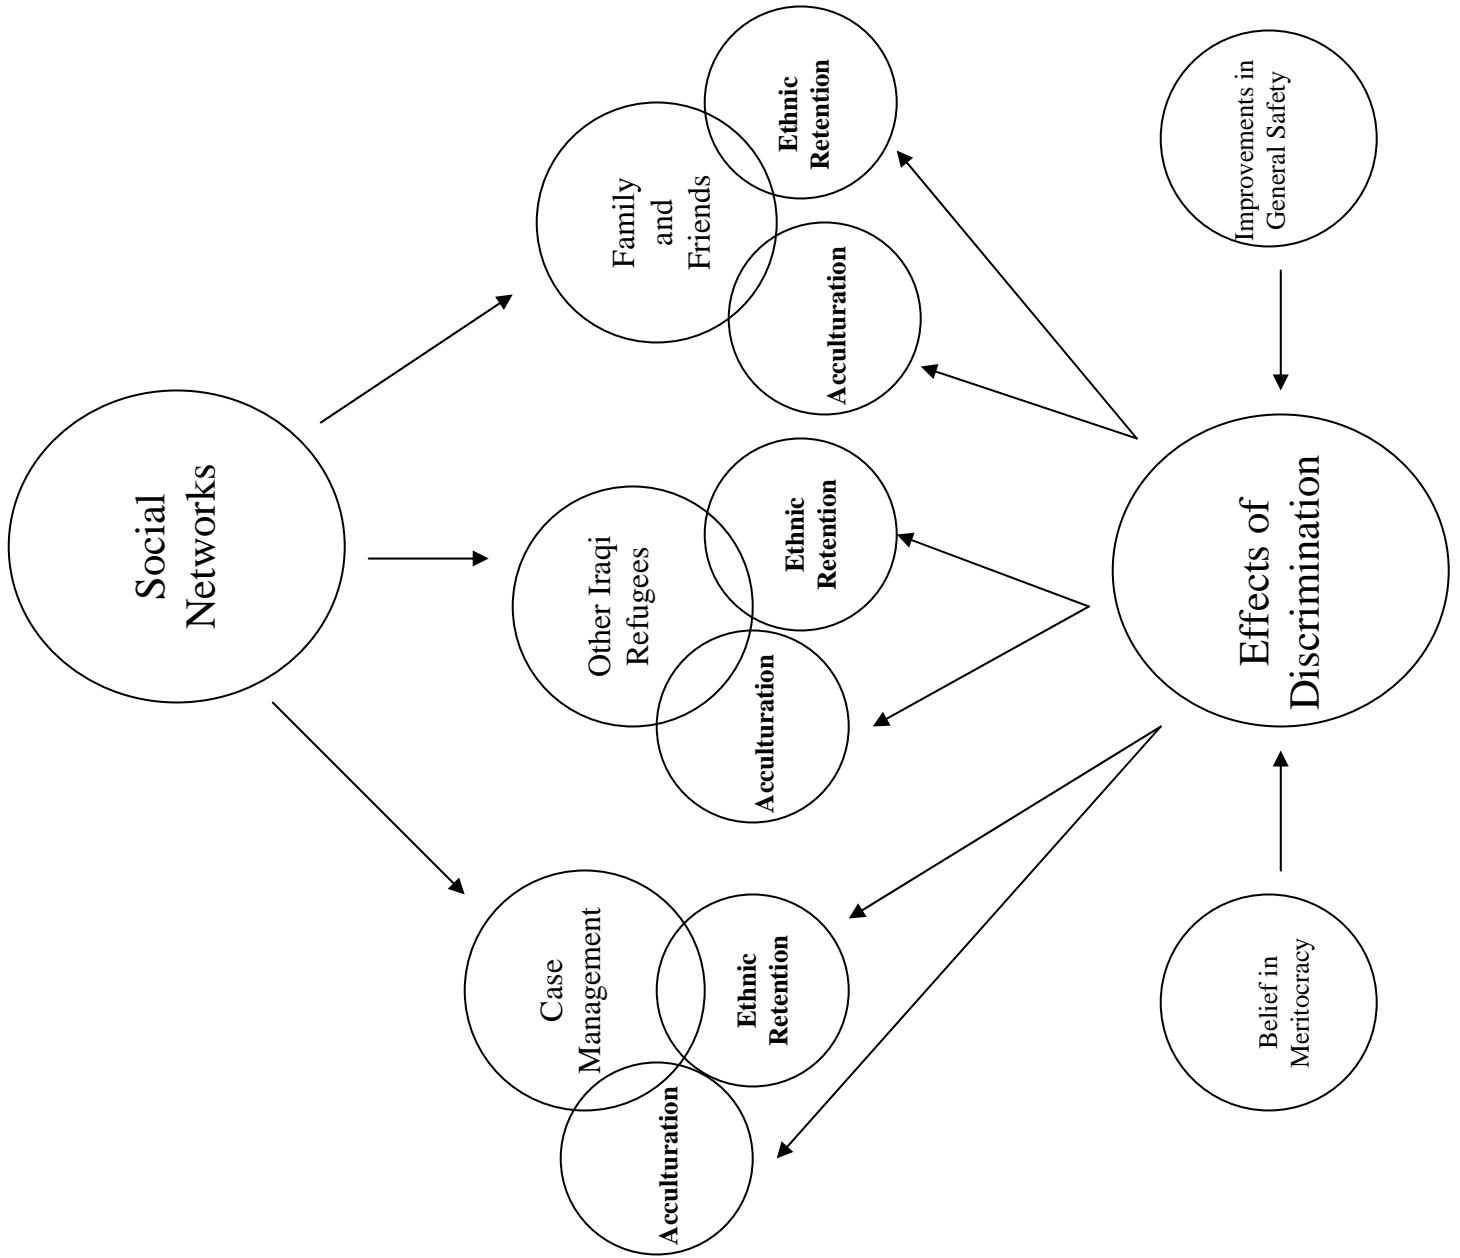 Social
Networks
Case
Management
Acculturation
Ethnic
Retention
Other Iraqi
Refugees
Acculturation
Ethnic
Retention
Family
and
Friends
Acculturation
Ethnic
Retention
Belief in
Meritocracy
Effects of
Discrimination
Improvements in
General Safety